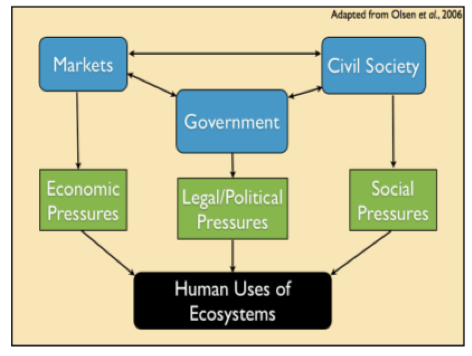 Adapted from Olsen et al., 2006
Markets
Civil Society
Government
Economic
Pressures
Legal/Political
Pressures
Social
Pressures
Human Uses of
Ecosystems